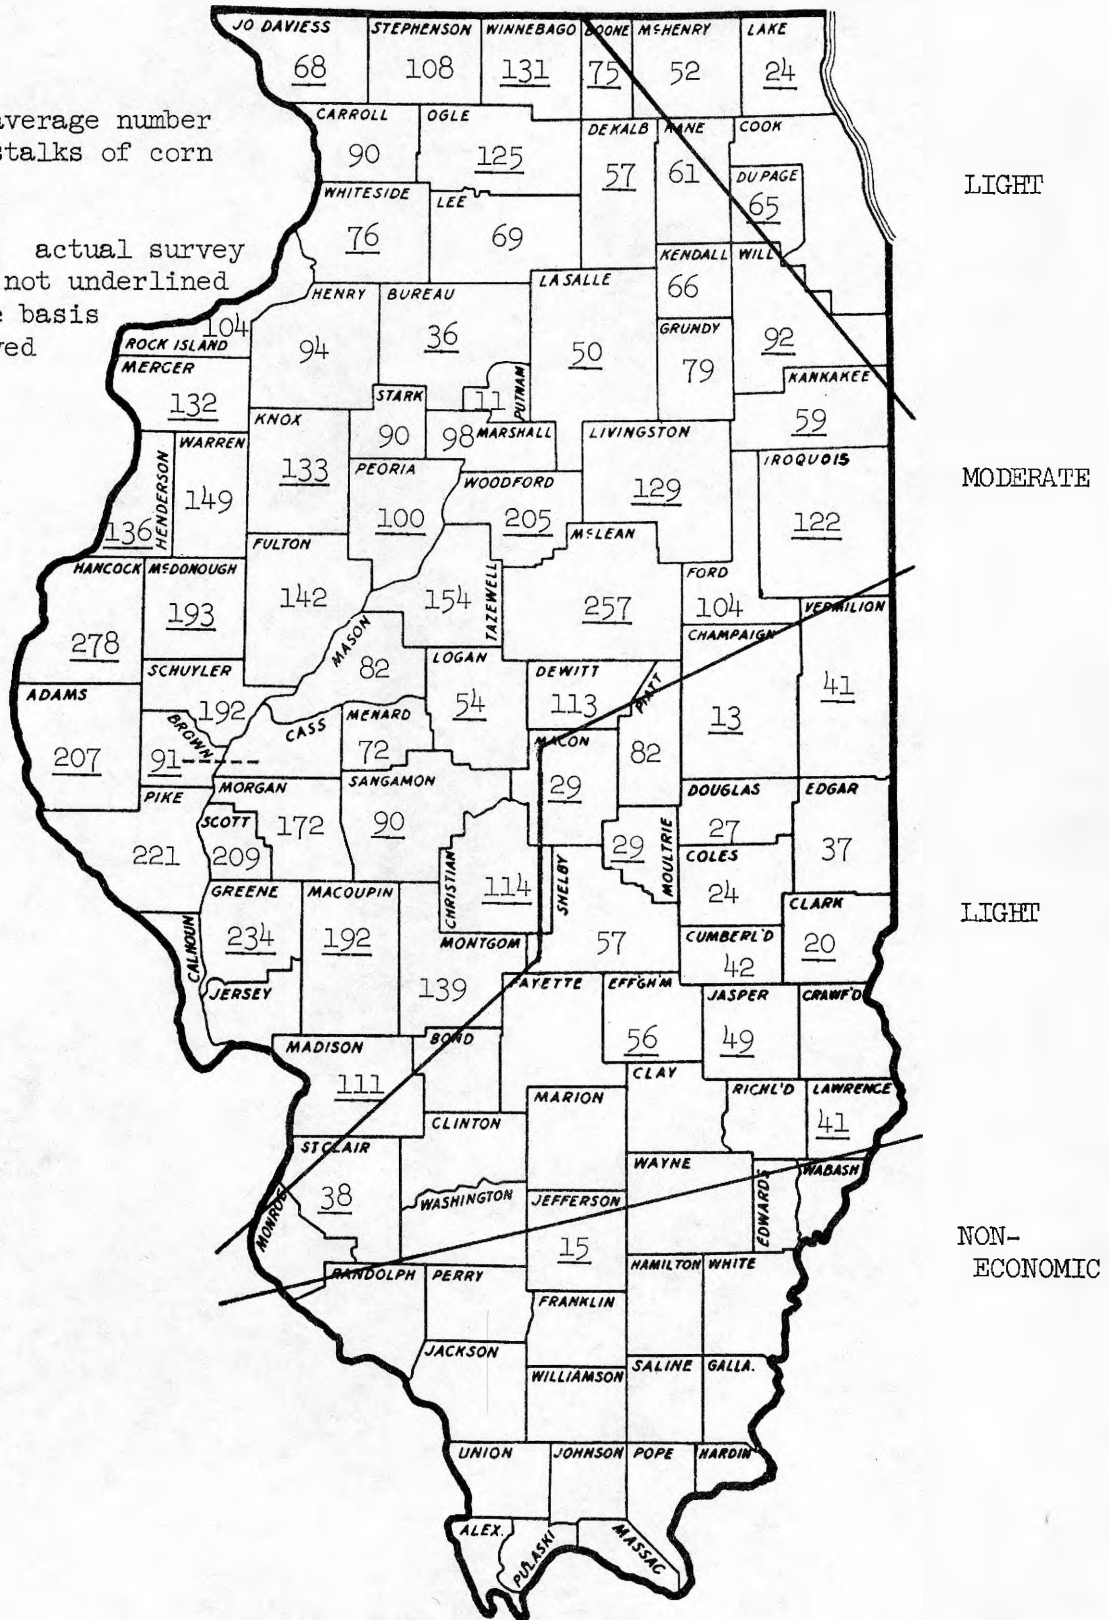 JO DAVIESS STEPHENSON WINNEBAGO BOONE McHENRY LAKE
68 108 131 75 52 24
average number
stalks of corn
CARROLL OGLE DEKALB KANE COOK
90 125 57 61
DU PAGE
65
LIGHT
WHITESIDE LEE
76 69
actual survey
not underlined
basis
KENDALL WILL
66 92
HENRY BUREAU LASALLE
94 36 50
104
ROCK ISLAND
GRUNDY
79
MERCER
132
KANKAKEE
59
STARK PUTNAM
90 11
KNOX
133
98 MARSHALL
LIVINGSTON
129
WARREN
149
HENDERSON
136
PEORIA
100
WOODFORD
205
IROQUOIS
122
MODERATE
McLEAN
257
FULTON
142
HANCOCK McDONOUGH
278 193
TAZEWELL
154
FORD
104
VERMILION
41
CHAMPAIGN
13
MASON
82
SCHUYLER
192
LOGAN
54
DEWITT
113
PIATT
82
ADAMS
207
BROWN
91
CASS
MENARD
72
MACON
29
PIKE
221
MORGAN
172
SANGAMON
90
DOUGLAS
27
EDGAR
37
SCOTT
209
CHRISTIAN
114
SHELBY
57
29
MOULTRIE
COLES
24
GREENE
234
MACOUPIN
192
CLARK
20
LIGHT
CALHOUN
MONTGOM
139
CUMBERL'D
42
JERSEY
FAYETTE
EFF'GH'M
56
JASPER
49
CRAWF'D
MADISON
111
BOND
CLAY
RICHL'D
LAWRENCE
41
MARION
CLINTON
ST CLAIR
38
WAYNE
EDWARDS
WABASH
MONROE
WASHINGTON
JEFFERSON
15
NON-
ECONOMIC
RANDOLPH PERRY
HAMILTON WHITE
FRANKLIN
JACKSON
WILLIAMSON
SALINE GALLA.
UNION JOHNSON POPE HARDIN
ALEX. PULASKI MASSAC